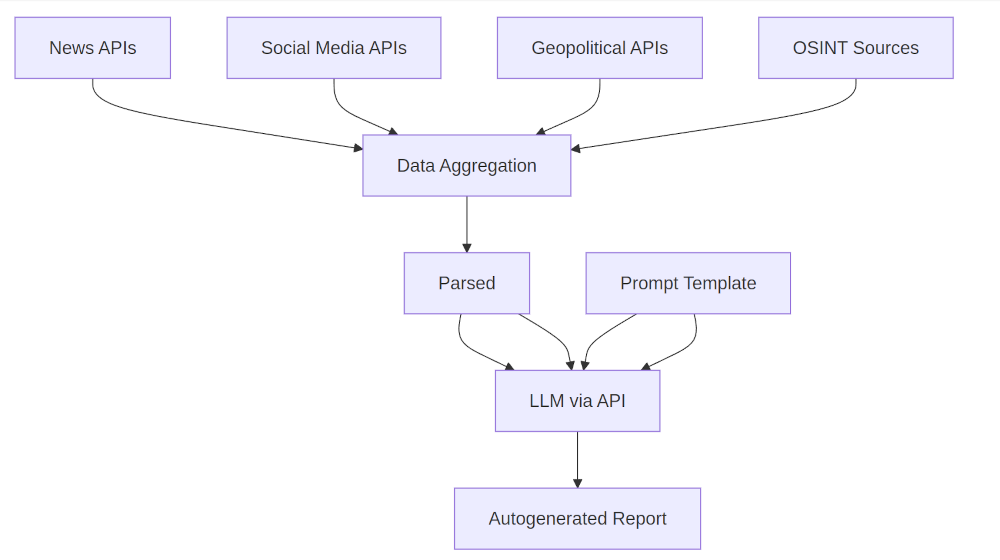 News APIs
Social Media APIs
Geopolitical APIs
OSINT Sources
Data Aggregation
Parsed
Prompt Template
LLM via API
Autogenerated Report